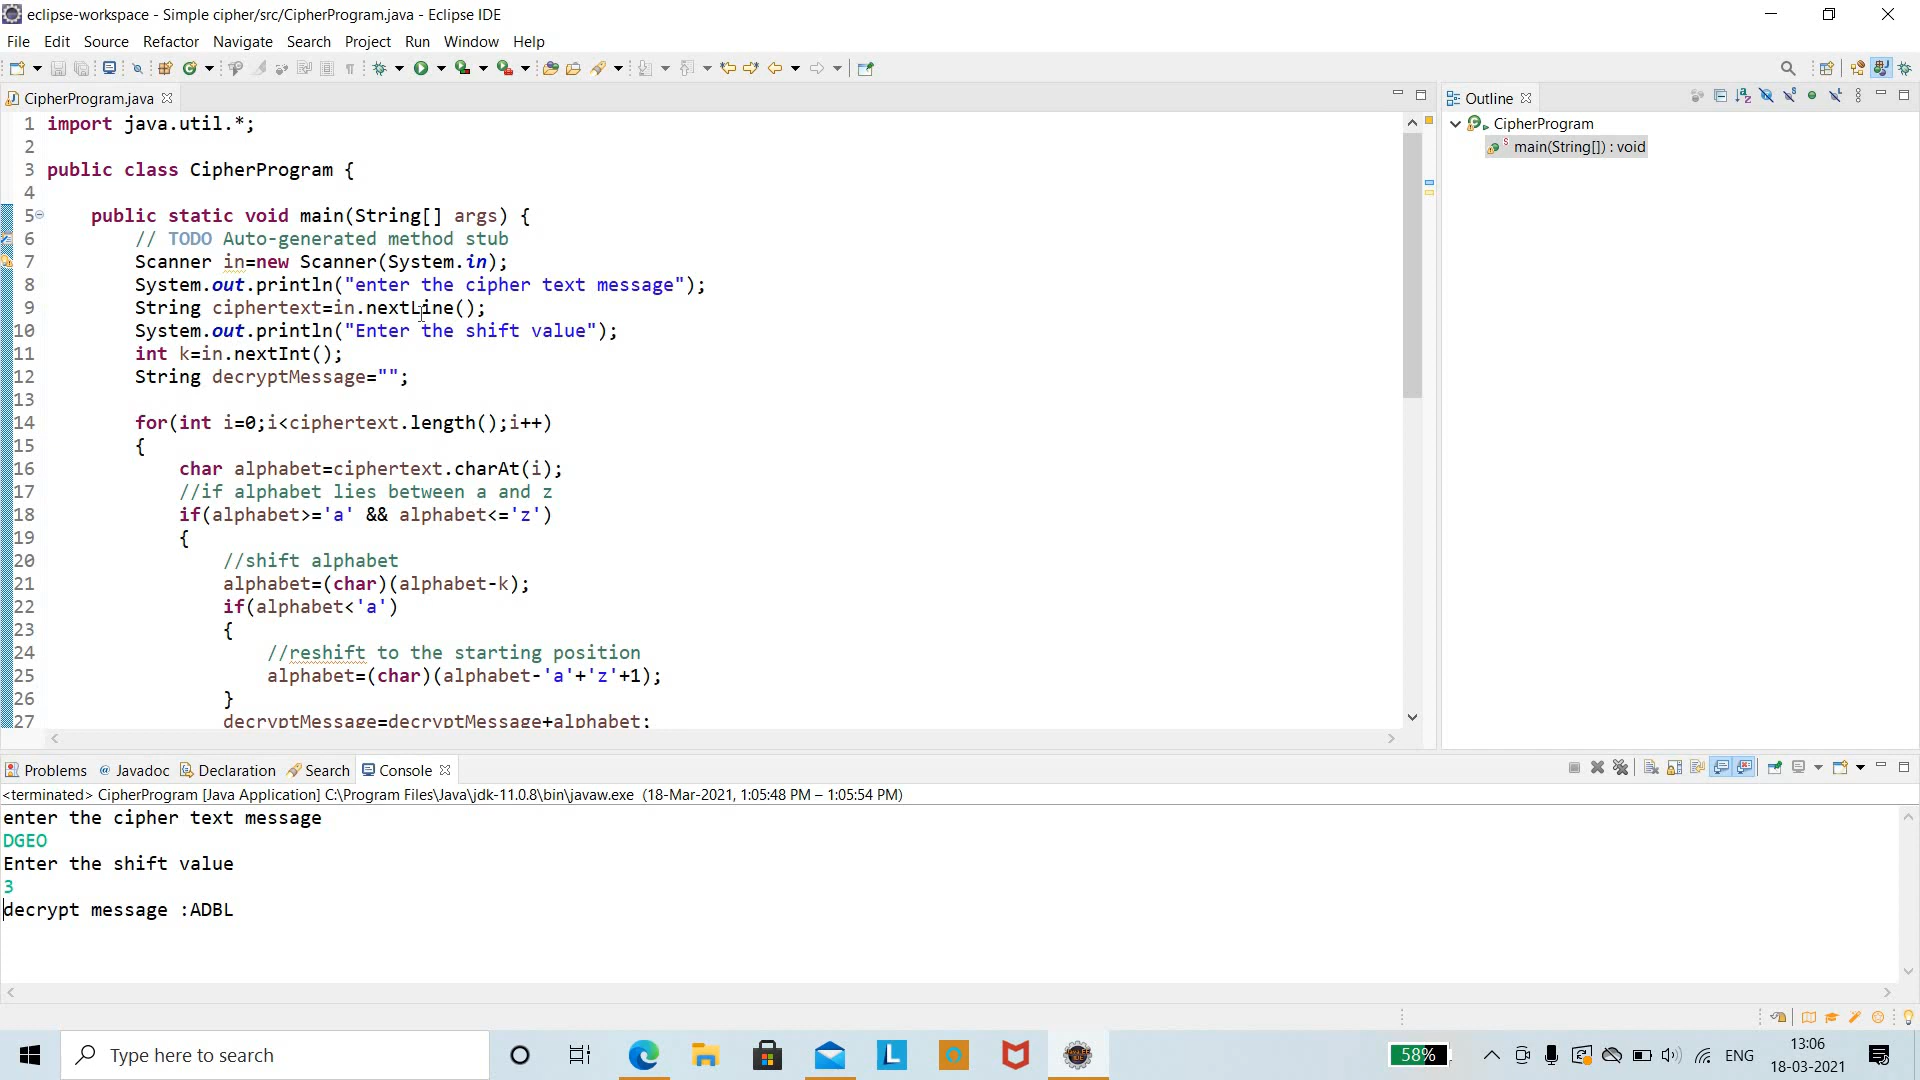 eclipse-workspace - Simple cipher/src/CipherProgram.java - Eclipse IDE
File Edit Source Refactor Navigate Search Project Run Window Help
CipherProgram.java
Outline
1 import java.util.*;
2
3 public class CipherProgram {
4
5 public static void main(String[] args) {
6 // TODO Auto-generated method stub
7 Scanner in=new Scanner(System.in);
8 System.out.println("enter the cipher text message");
9 String ciphertext=in.nextLine();
10 System.out.println("Enter the shift value");
11 int k=in.nextInt();
12 String decryptMessage="";
13
14 for(int i=0;i<ciphertext.length();i++)
15 {
16 char alphabet=ciphertext.charAt(i);
17 //if alphabet lies between a and z
18 if(alphabet>='a' && alphabet<='z')
19 {
20 //shift alphabet
21 alphabet=(char)(alphabet-k);
22 if(alphabet<'a')
23 {
24 //reshift to the starting position
25 alphabet=(char)(alphabet-'a'+'z'+1);
26 }
27 decryptMessage=decryptMessage+alphabet;
CipherProgram
main(String[]) : void
Problems Javadoc Declaration Search Console
<terminated> CipherProgram [Java Application] C:\Program Files\Java\jdk-11.0.8\bin\javaw.exe (18-Mar-2021, 1:05:48 PM – 1:05:54 PM)
enter the cipher text message
DGEO
Enter the shift value
3
decrypt message :ADBL
Type here to search
58%
ENG
13:06
18-03-2021